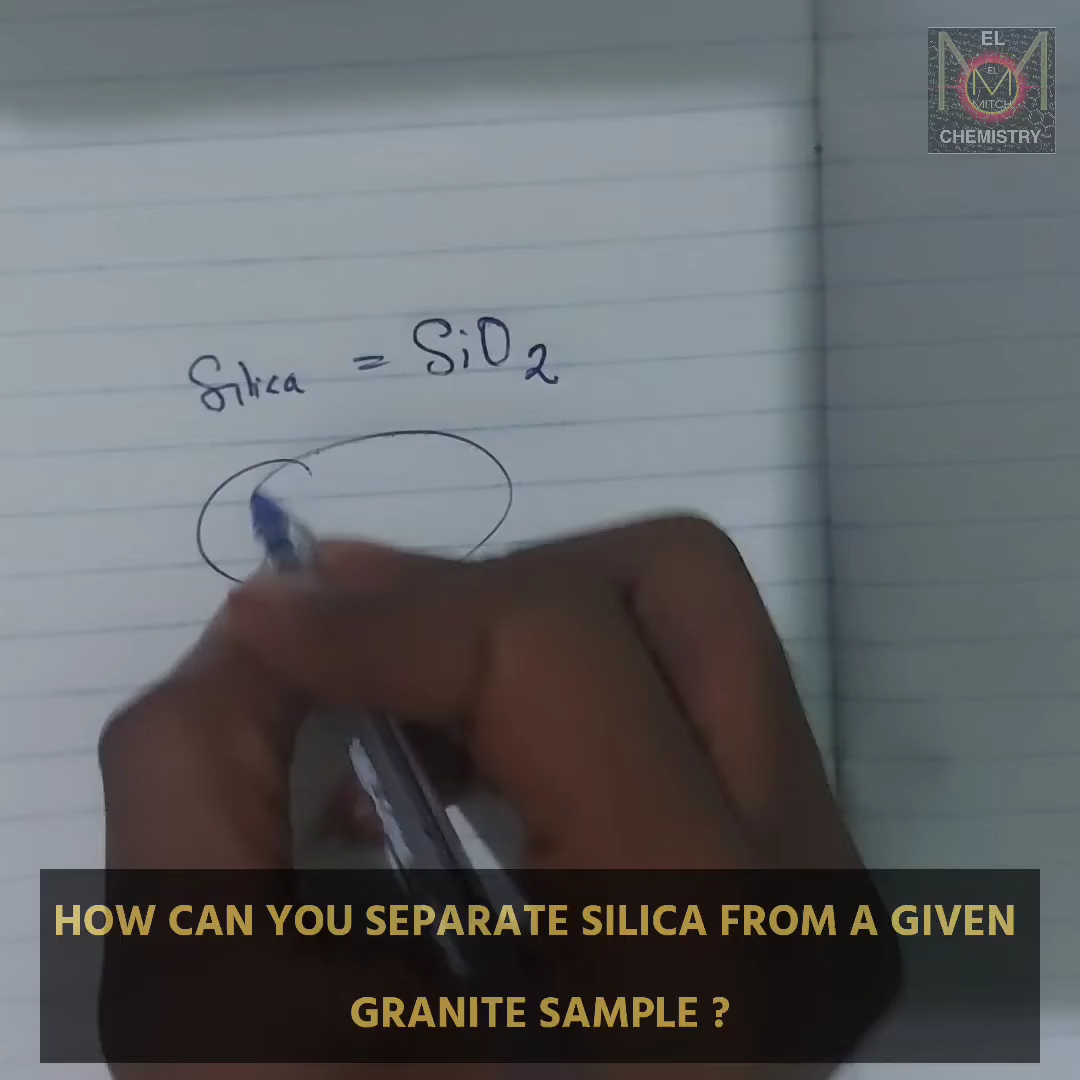 EL
EL
MITCH
CHEMISTRY
Silica = SiO2
HOW CAN YOU SEPARATE SILICA FROM A GIVEN
GRANITE SAMPLE ?